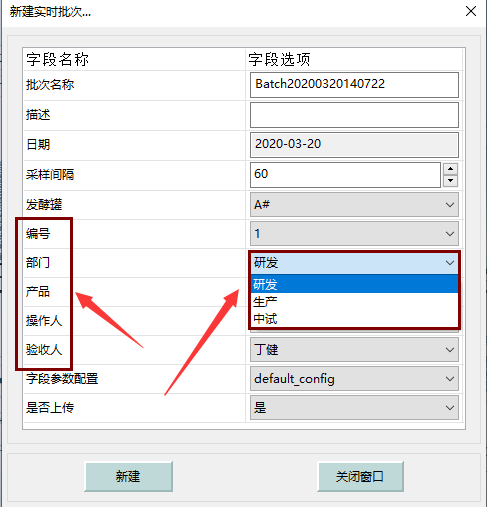 新建实时批次...
字段名称 字段选项
批次名称 Batch20200320140722
描述
日期 2020-03-20
采样间隔 60
发酵罐 A#
编号 1
部门 研发
产品 研发
生产
操作人 中试
验收人 丁健
字段参数配置 default_config
是否上传 是
新建 关闭窗口